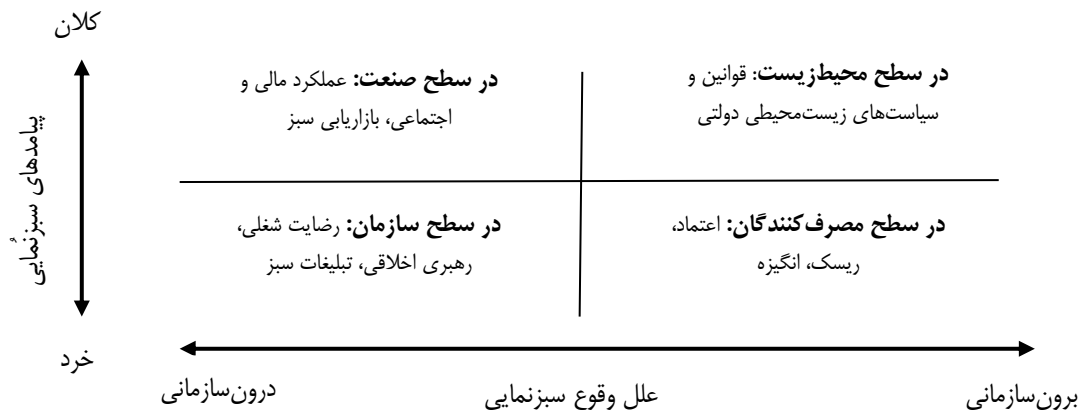 کلان
در سطح محیط‌زیست: قوانین و
سیاست‌های زیست‌محیطی دولتی
در سطح صنعت: عملکرد مالی و
اجتماعی، بازاریابی سبز
پیامدهای سبزنُمایی
در سطح مصرف‌کنندگان: اعتماد،
ریسک، انگیزه
در سطح سازمان: رضایت شغلی،
رهبری اخلاقی، تبلیغات سبز
خرد
برون‌سازمانی
علل وقوع سبزنمایی
درون‌سازمانی